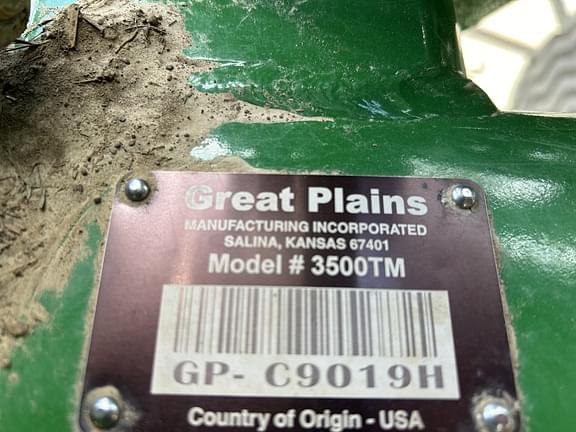 Great Plains
MANUFACTURING INCORPORATED
SALINA, KANSAS 67401
Model # 3500TM
GP- C9019H
Country of Origin - USA